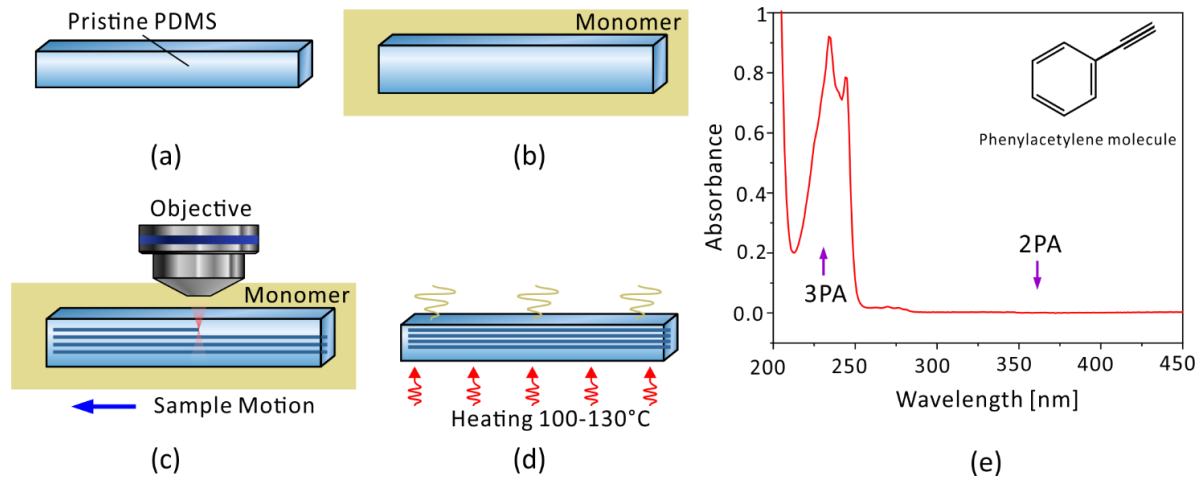 Pristine PDMS
(a)
Monomer
(b)
Objective
Monomer
Sample Motion
(c)
Heating 100-130°C
(d)
Absorbance
1
0.8
0.6
0.4
0.2
0.0
Phenylacetylene molecule
3PA
2PA
200 250 300 350 400 450
Wavelength [nm]
(e)